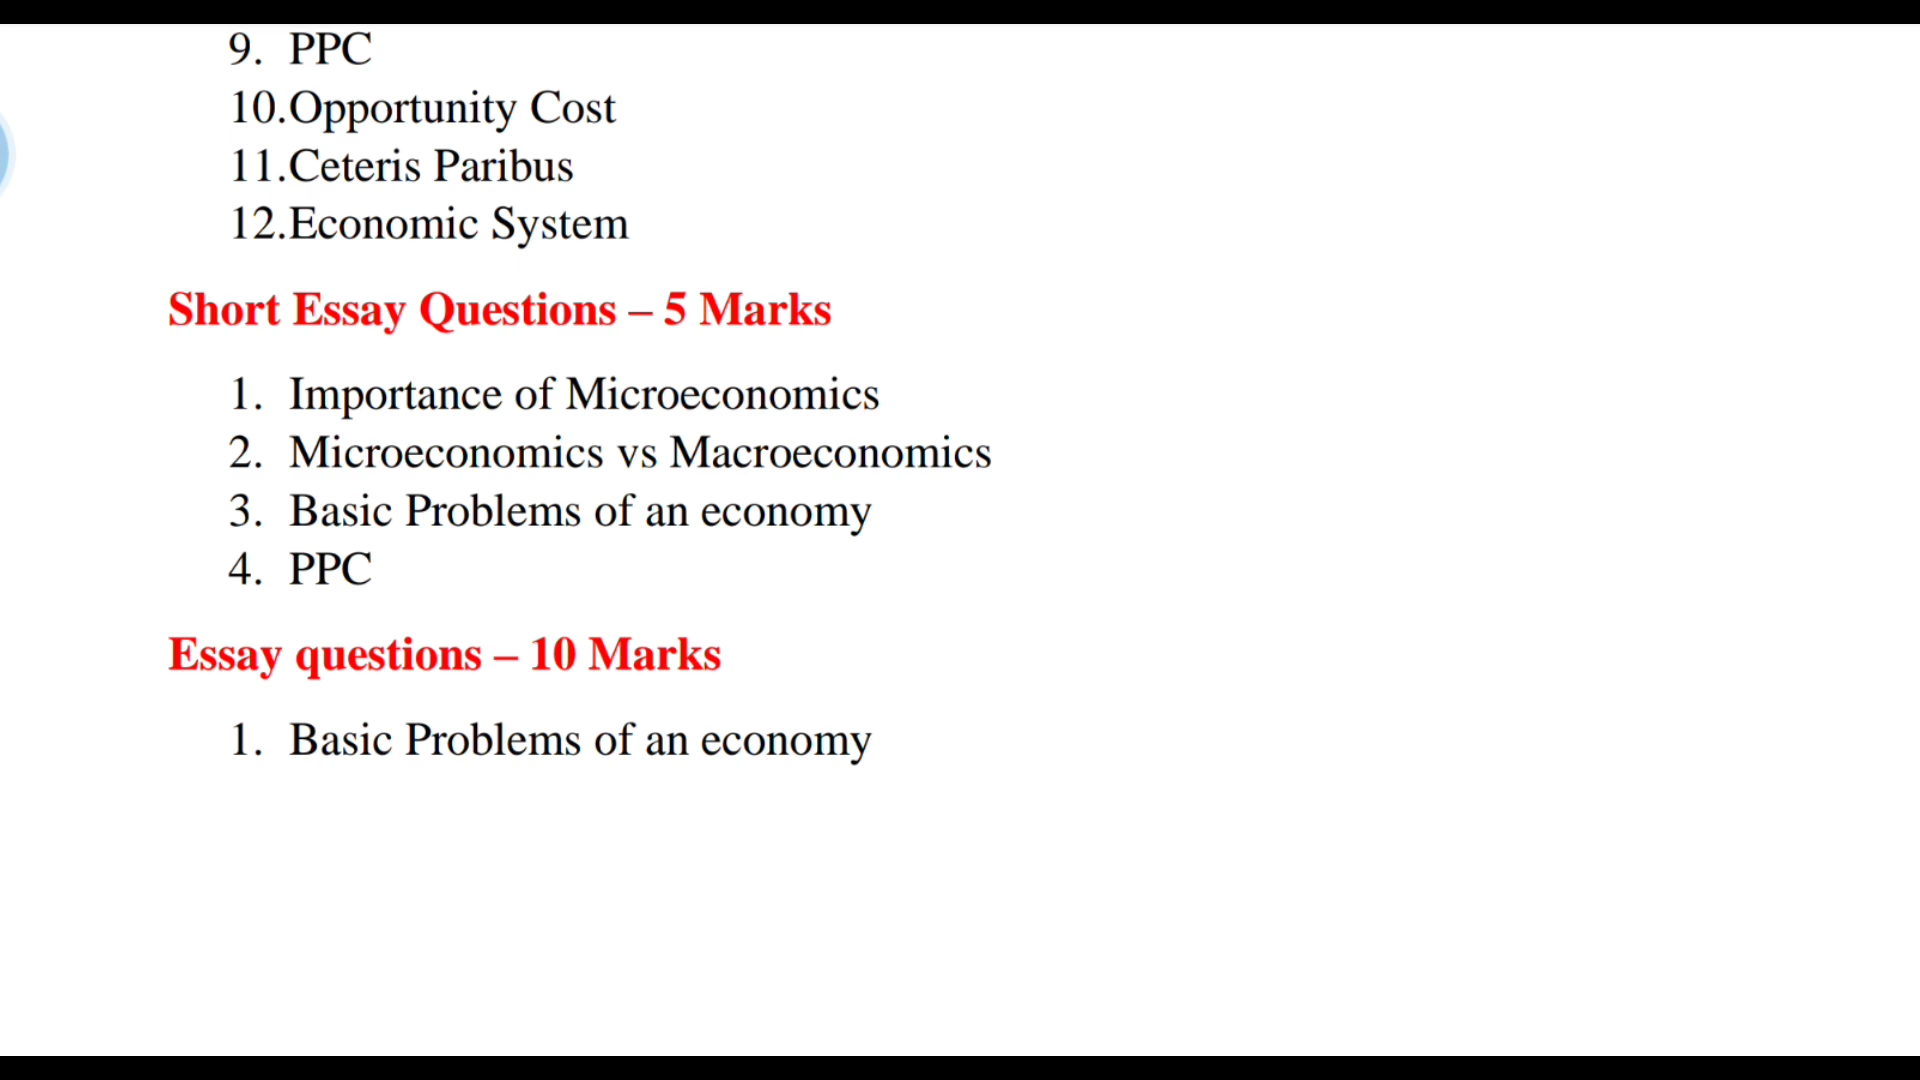 9. PPC
10.Opportunity Cost
11.Ceteris Paribus
12.Economic System
Short Essay Questions – 5 Marks
1. Importance of Microeconomics
2. Microeconomics vs Macroeconomics
3. Basic Problems of an economy
4. PPC
Essay questions – 10 Marks
1. Basic Problems of an economy